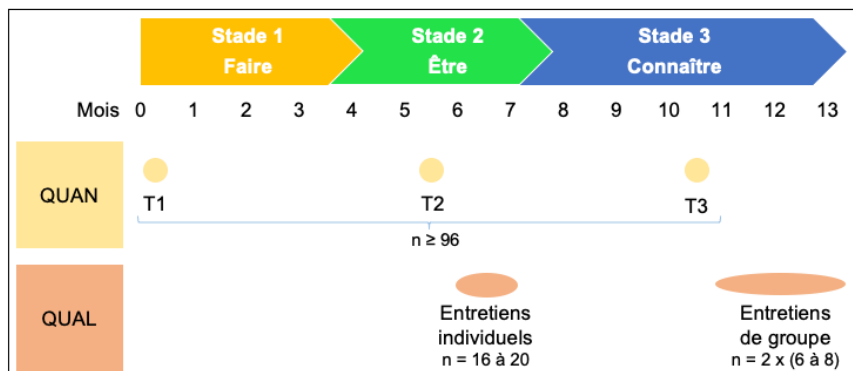 Stade 1
Faire
Stade 2
Être
Stade 3
Connaître
Mois 0 1 2 3 4 5 6 7 8 9 10 11 12 13
QUAN
T1 T2 T3
n ≥ 96
QUAL
Entretiens
individuels
n = 16 à 20
Entretiens
de groupe
n = 2 x (6 à 8)